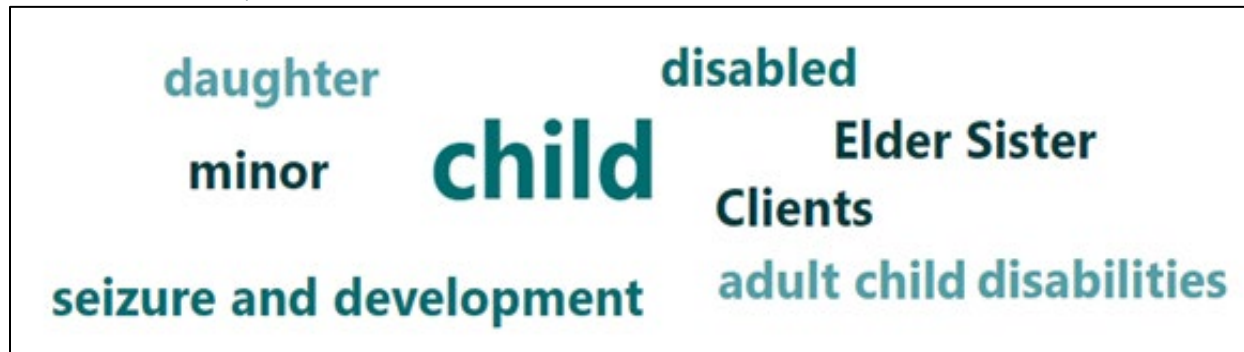 daughter
disabled
minor
child
Elder Sister
Clients
seizure and development
adult child disabilities